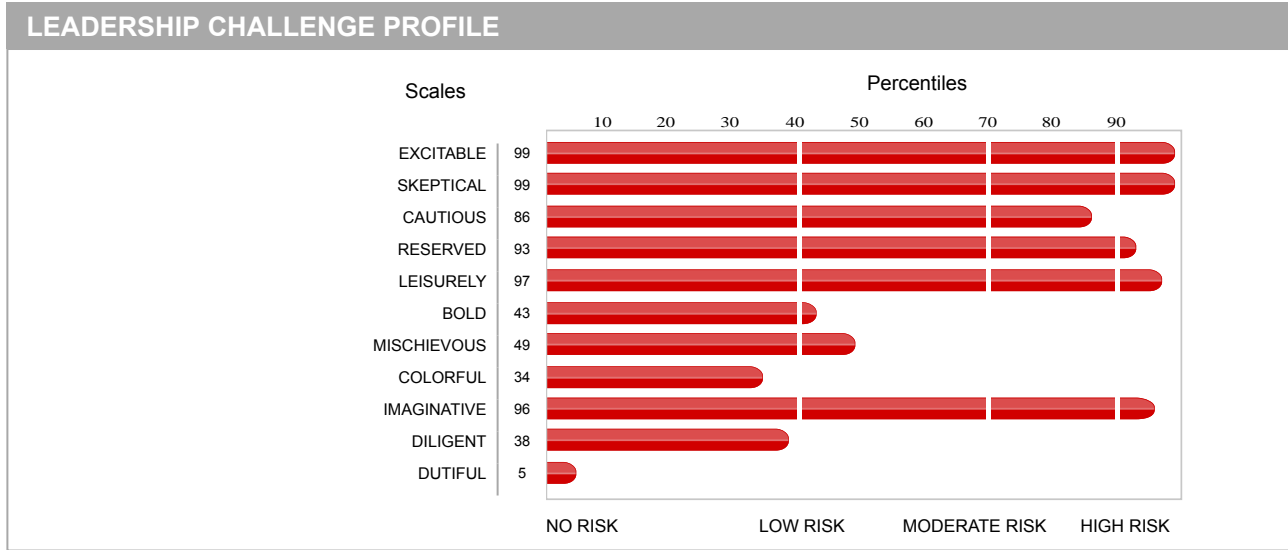 LEADERSHIP CHALLENGE PROFILE
Scales
Percentiles
10 20 30 40 50 60 70 80 90
EXCITABLE 99
SKEPTICAL 99
CAUTIOUS 86
RESERVED 93
LEISURELY 97
BOLD 43
MISCHIEVOUS 49
COLORFUL 34
IMAGINATIVE 96
DILIGENT 38
DUTIFUL 5
NO RISK LOW RISK MODERATE RISK HIGH RISK